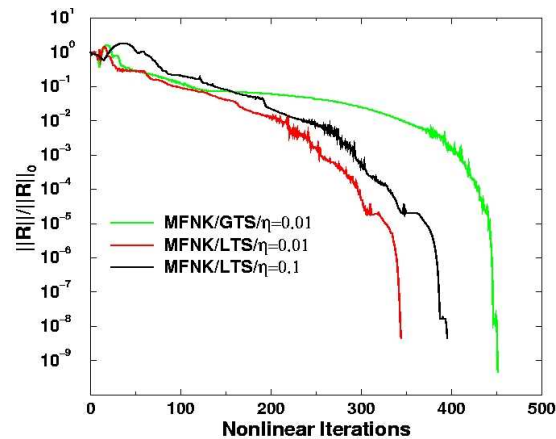 10¹
10⁰
10⁻¹
10⁻²
10⁻³
10⁻⁴
10⁻⁵
10⁻⁶
10⁻⁷
10⁻⁸
10⁻⁹
||R||/||R||₀
MFNK/GTS/η=0.01
MFNK/LTS/η=0.01
MFNK/LTS/η=0.1
0 100 200 300 400 500
Nonlinear Iterations